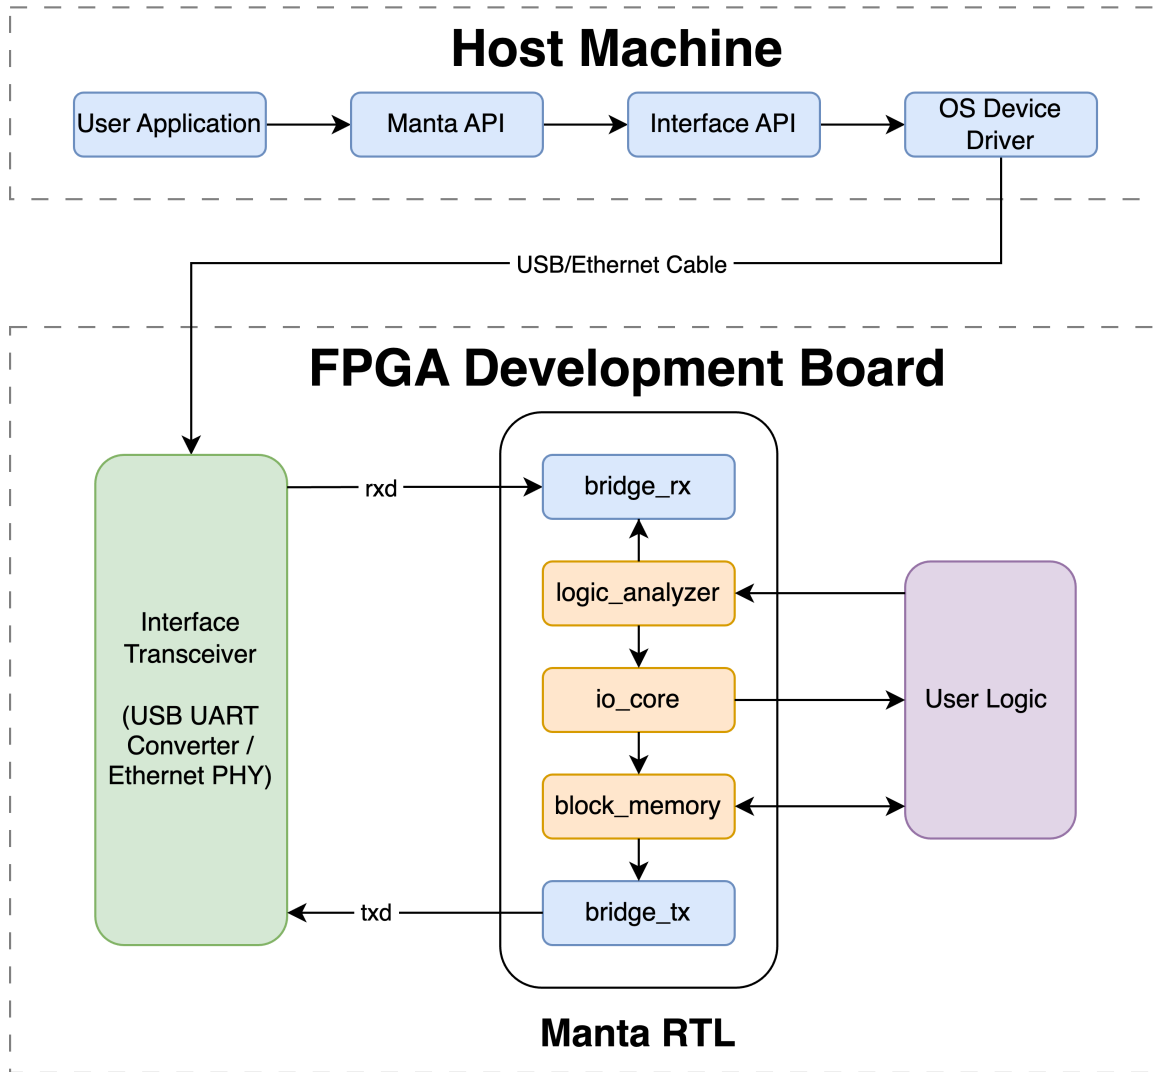 Host Machine
User Application
Manta API
Interface API
OS Device
Driver
USB/Ethernet Cable
FPGA Development Board
Interface
Transceiver
(USB UART
Converter /
Ethernet PHY)
rxd
bridge_rx
logic_analyzer
io_core
block_memory
bridge_tx
txd
User Logic
Manta RTL